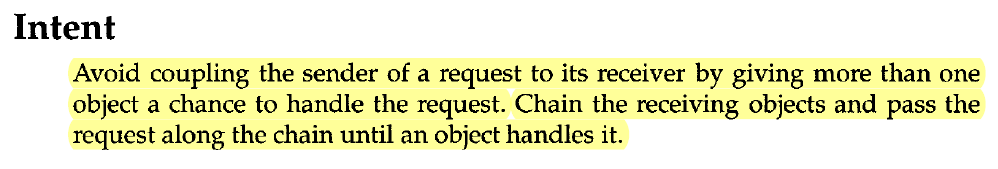 Intent
Avoid coupling the sender of a request to its receiver by giving more than one
object a chance to handle the request. Chain the receiving objects and pass the
request along the chain until an object handles it.